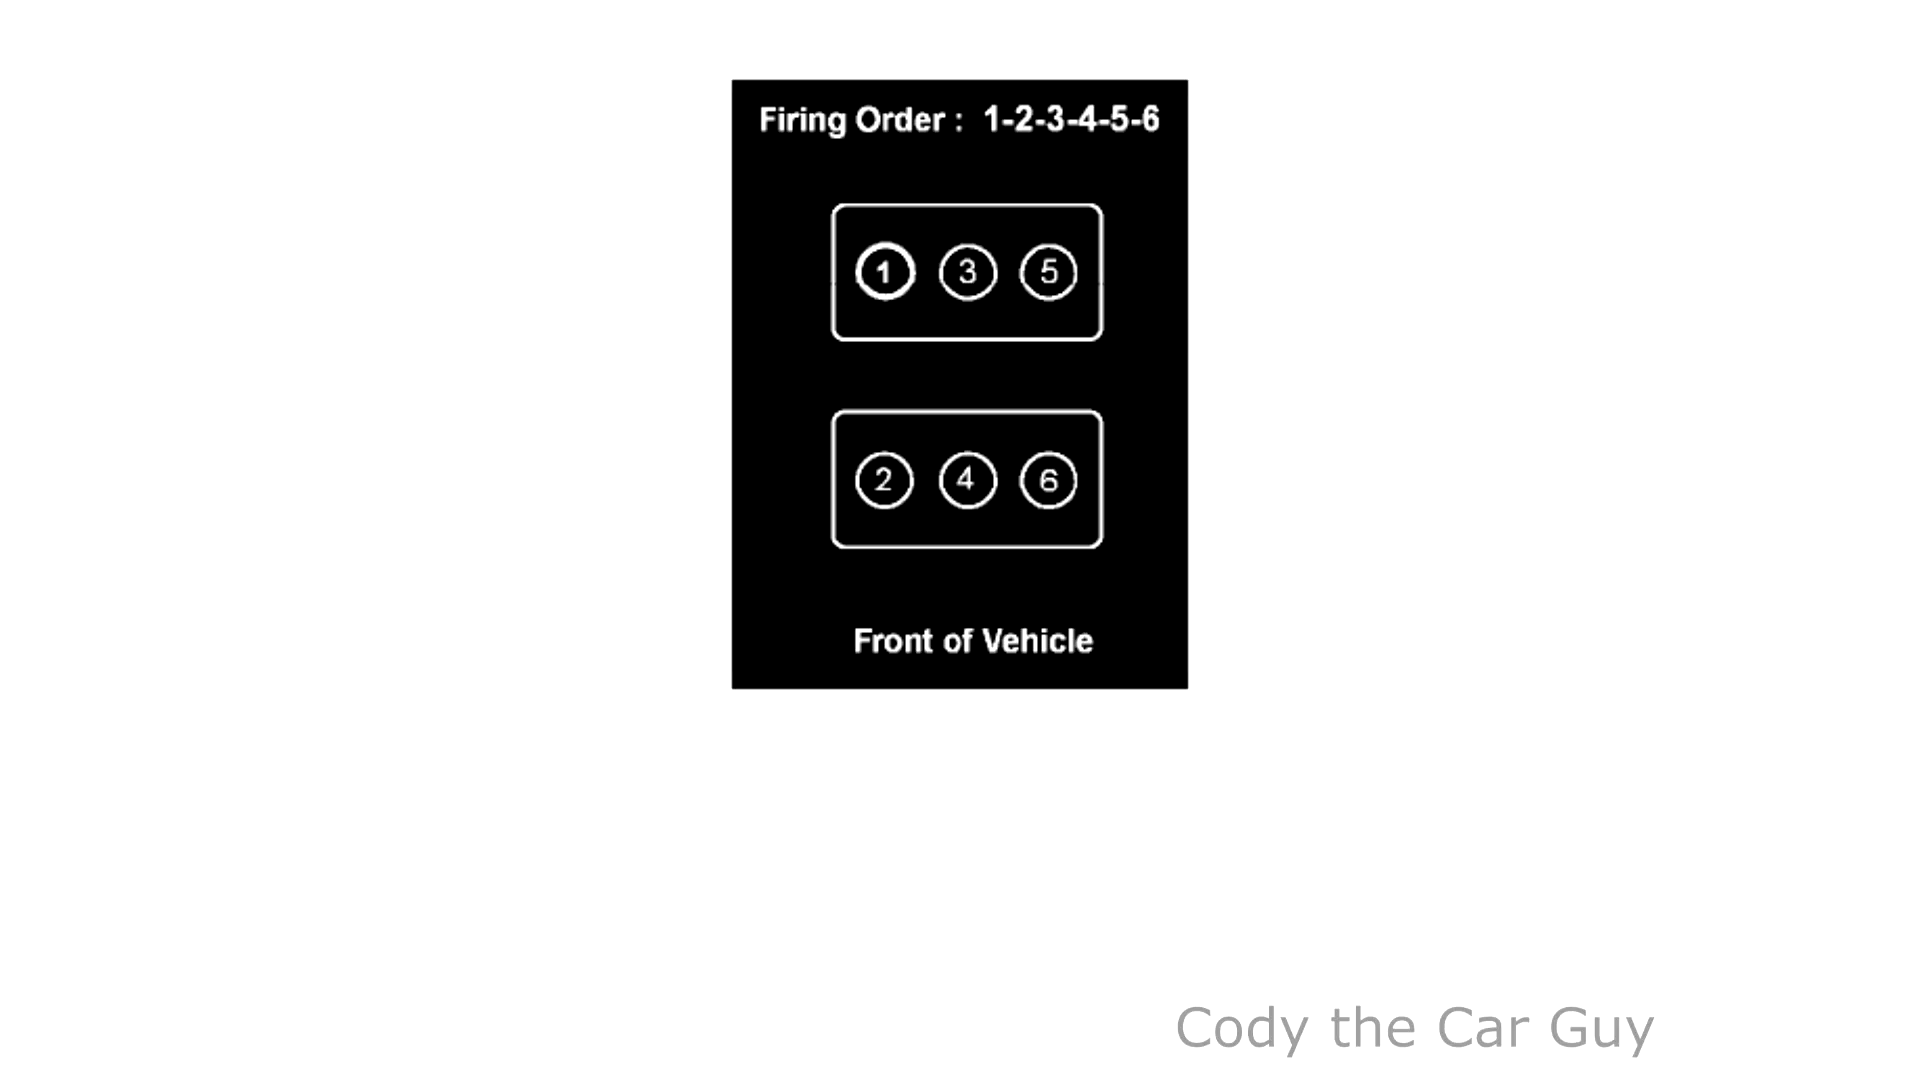 Firing Order : 1-2-3-4-5-6
1 3 5
2 4 6
Front of Vehicle
Cody the Car Guy